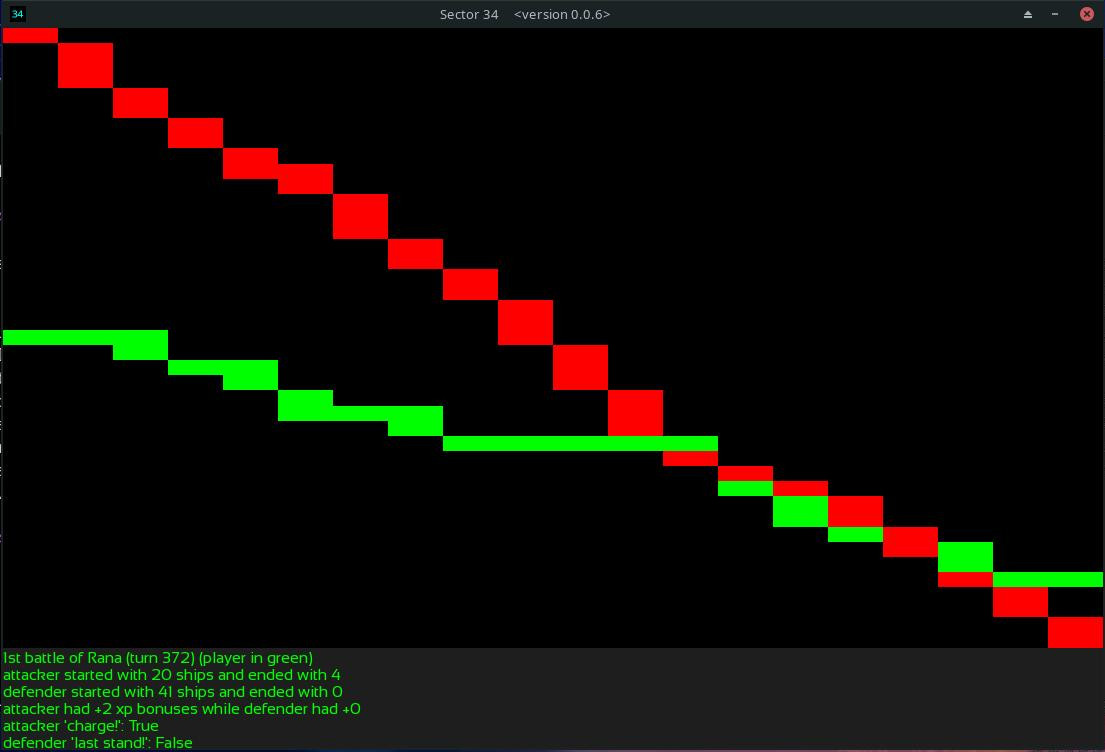 34
Sector 34 <version 0.0.6>
1st battle of Rana (turn 372) (player in green)
attacker started with 20 ships and ended with 4
defender started with 41 ships and ended with 0
attacker had +2 xp bonuses while defender had +0
attacker 'charge!': True
defender 'last stand!': False